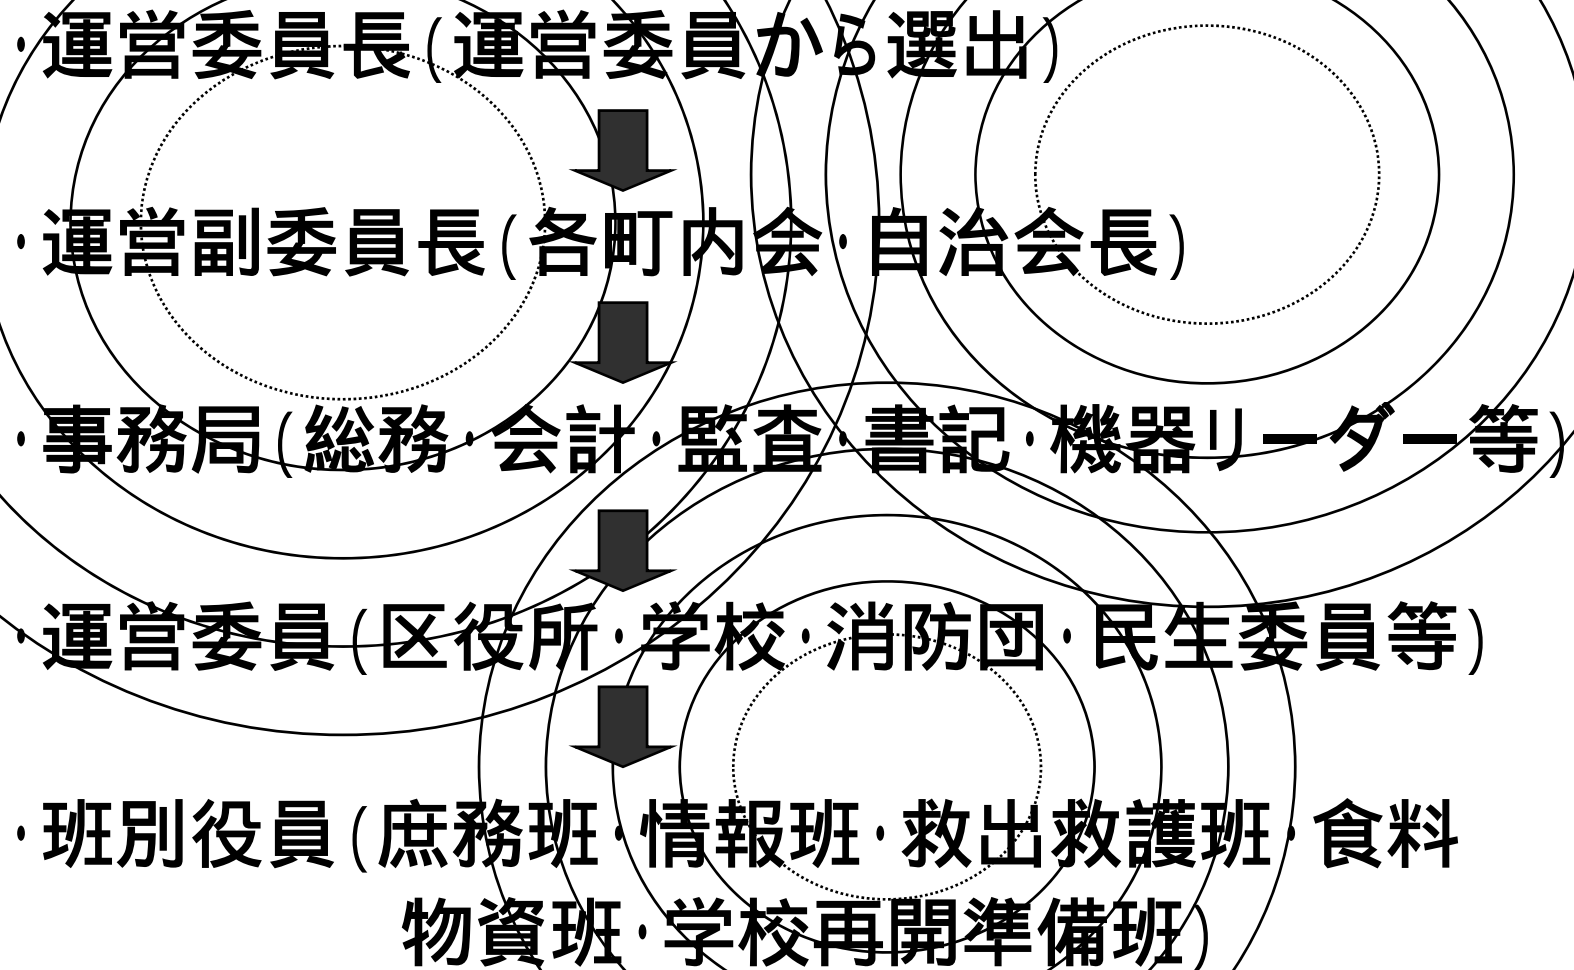 ・運営委員長(運営委員から選出)
・運営副委員長(各町内会・自治会長)
・事務局(総務・会計・監査・書記・機器リーダー等)
・運営委員(区役所・学校・消防団・民生委員等)
・班別役員(庶務班・情報班・救出救護班・食料
物資班・学校再開準備班)